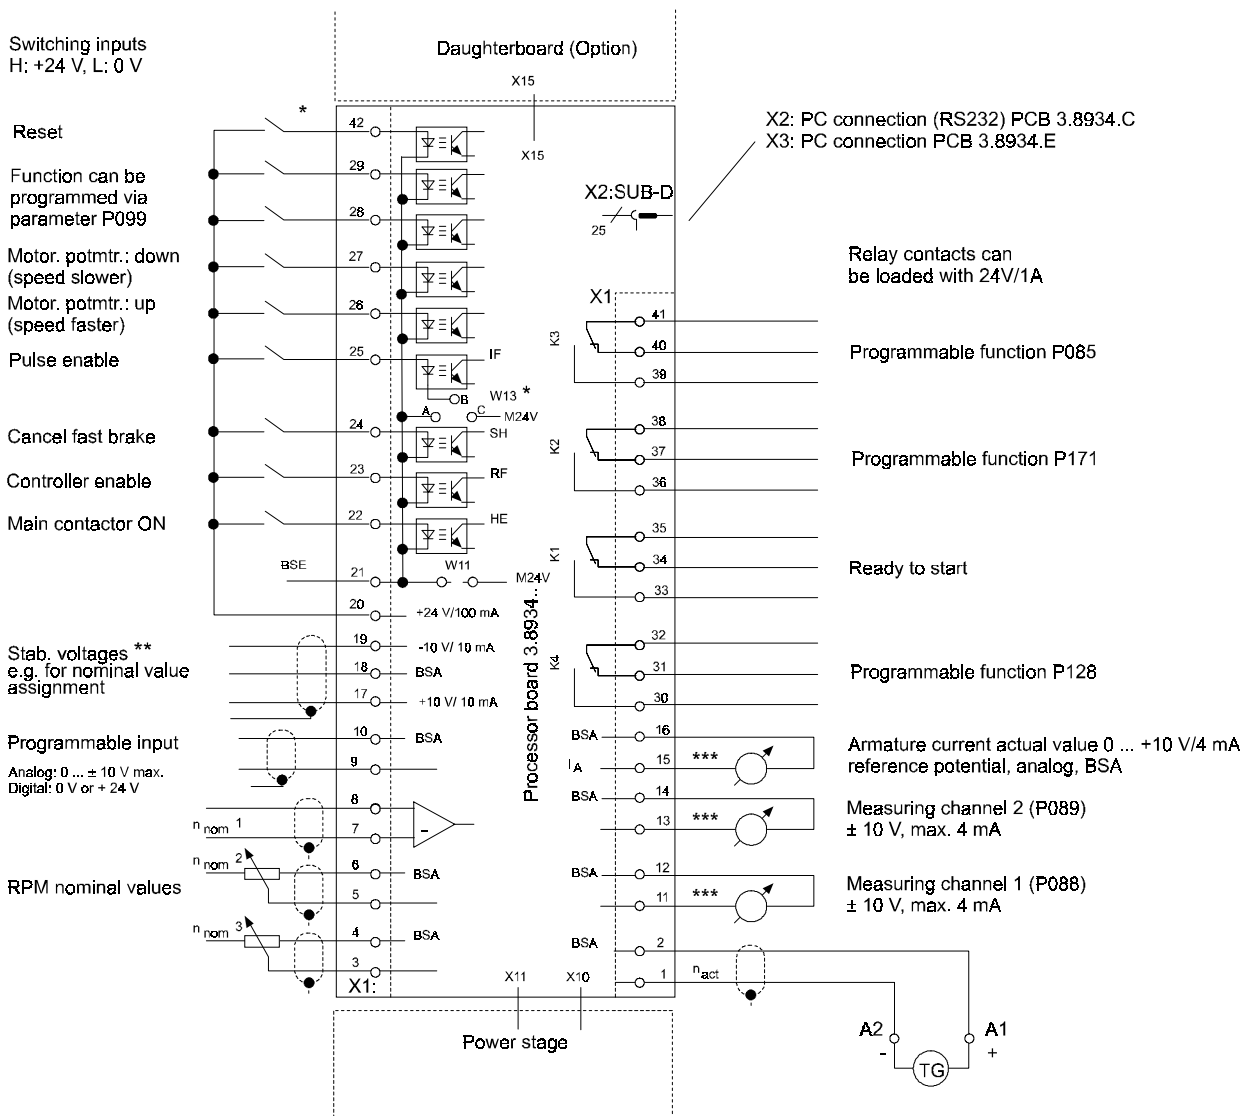 Daughterboard (Option)
X15
X15
Switching inputs
H: +24 V, L: 0 V
*
Reset
42
Function can be
programmed via
parameter P099
29
28
Motor. potmtr.: down
(speed slower)
27
Motor. potmtr.: up
(speed faster)
26
Pulse enable
25
IF
B
W13 *
A
C
M24V
Cancel fast brake
24
SH
Controller enable
23
RF
Main contactor ON
22
HE
BSE
21
W11
M24V
20
+24 V/100 mA
Stab. voltages **
e.g. for nominal value
assignment
19
-10 V/ 10 mA
18
BSA
17
+10 V/ 10 mA
Programmable input
Analog: 0 ... ± 10 V max.
Digital: 0 V or + 24 V
10
BSA
9
8
n nom 1
7
-
RPM nominal values
n nom 2
6
BSA
5
n nom 3
4
BSA
3
X1:
Processor board 3.8934...
X2: PC connection (RS232) PCB 3.8934.C
X3: PC connection PCB 3.8934.E
X2:SUB-D
25
Relay contacts can
be loaded with 24V/1A
X1
K3
41
40
39
Programmable function P085
K2
38
37
36
Programmable function P171
K1
35
34
33
Ready to start
K4
32
31
30
Programmable function P128
BSA
16
IA
15
***
Armature current actual value 0 ... +10 V/4 mA
reference potential, analog, BSA
BSA
14
13
***
Measuring channel 2 (P089)
± 10 V, max. 4 mA
BSA
12
11
***
Measuring channel 1 (P088)
± 10 V, max. 4 mA
BSA
2
1
n act
X11
X10
Power stage
A2
-
A1
+
TG